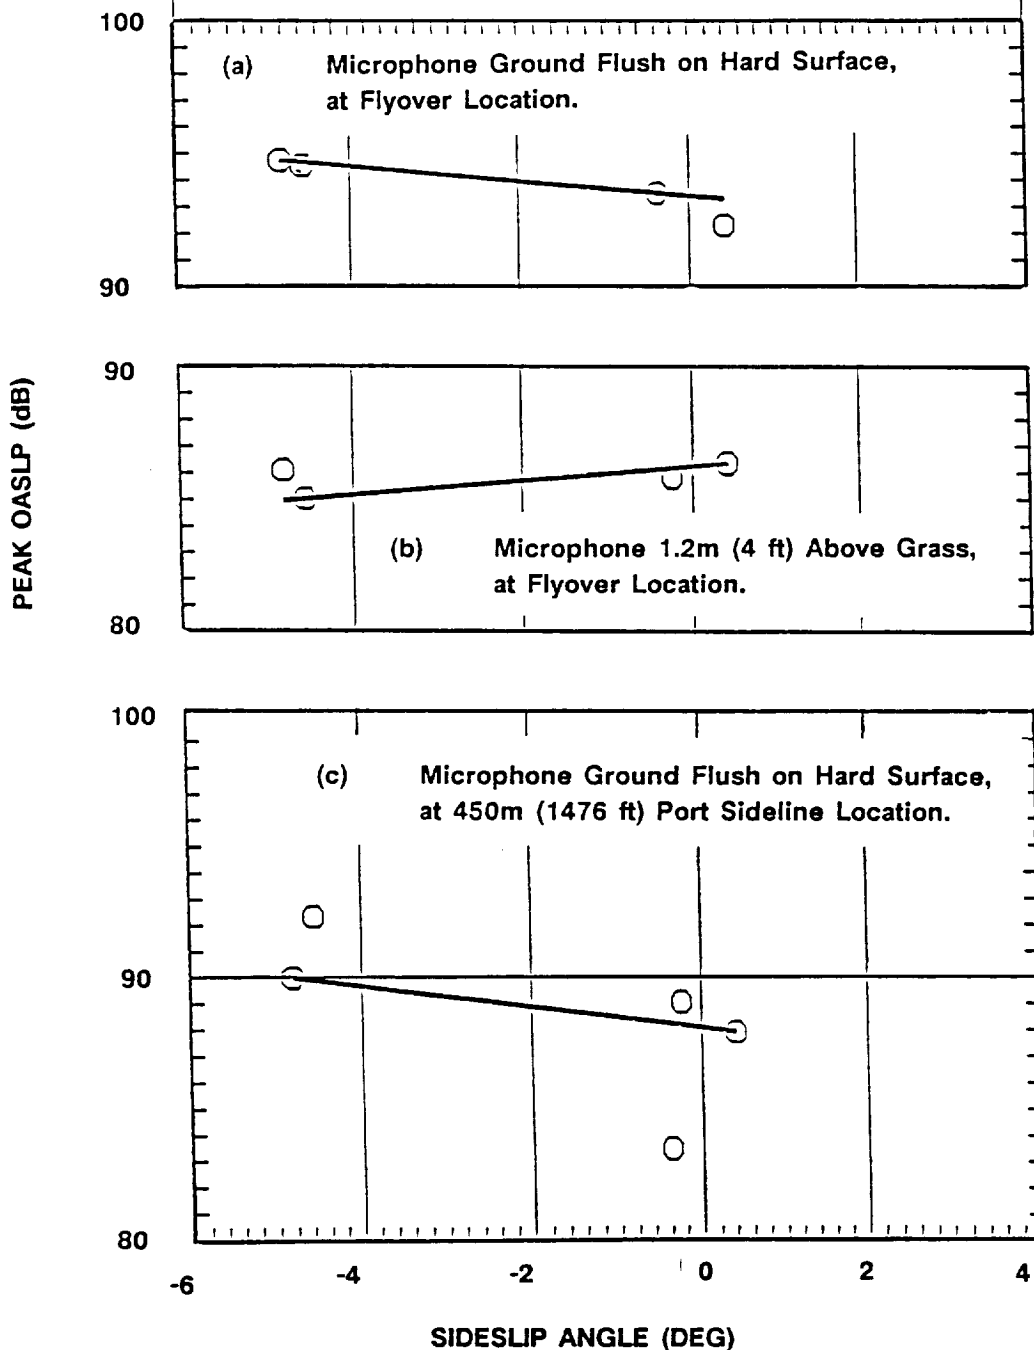 100
(a) Microphone Ground Flush on Hard Surface,
at Flyover Location.
90
90
(b) Microphone 1.2m (4 ft) Above Grass,
at Flyover Location.
80
PEAK OASLP (dB)
100
(c) Microphone Ground Flush on Hard Surface,
at 450m (1476 ft) Port Sideline Location.
90
80
-6 -4 -2 0 2 4
SIDESLIP ANGLE (DEG)